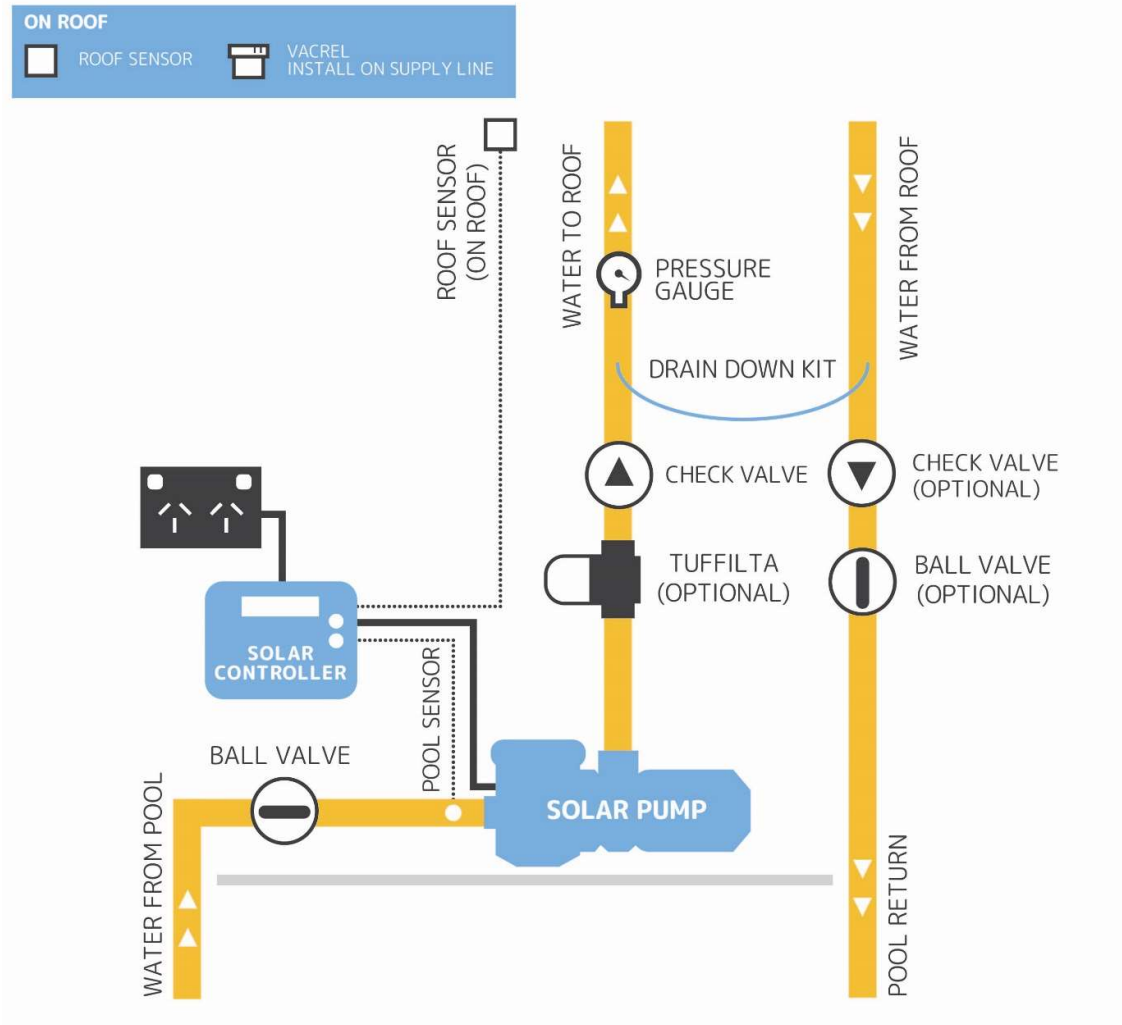 ON ROOF
ROOF SENSOR
VACREL
INSTALL ON SUPPLY LINE
ROOF SENSOR
(ON ROOF)
WATER TO ROOF
WATER FROM ROOF
PRESSURE
GAUGE
DRAIN DOWN KIT
CHECK VALVE
CHECK VALVE
(OPTIONAL)
TUFFILTA
(OPTIONAL)
BALL VALVE
(OPTIONAL)
SOLAR
CONTROLLER
POOL SENSOR
BALL VALVE
SOLAR PUMP
WATER FROM POOL
POOL RETURN